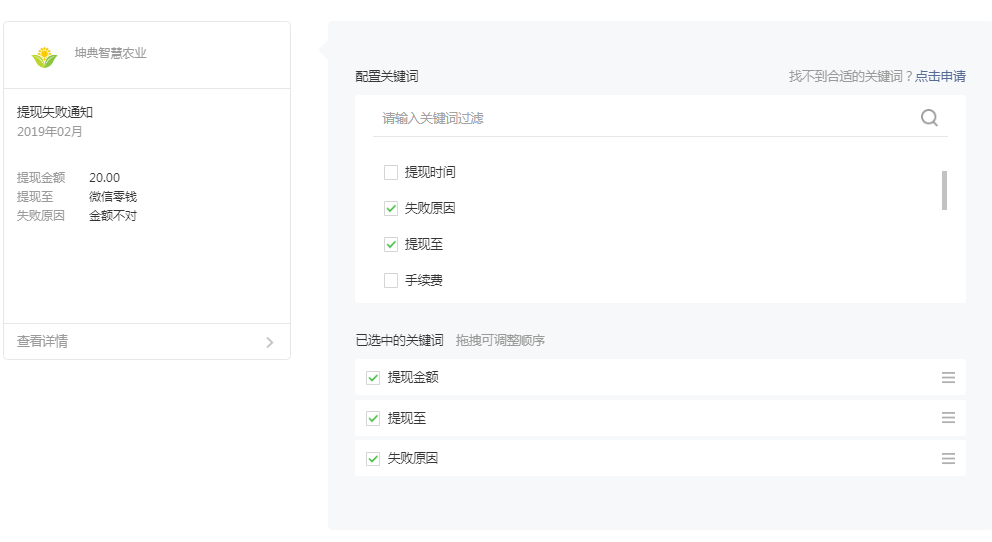 坤典智慧农业
提现失败通知
2019年02月
提现金额 20.00
提现至 微信零钱
失败原因 金额不对
查看详情
配置关键词 找不到合适的关键词？点击申请
请输入关键词过滤
提现时间
失败原因
提现至
手续费
已选中的关键词 拖拽可调整顺序
提现金额
提现至
失败原因